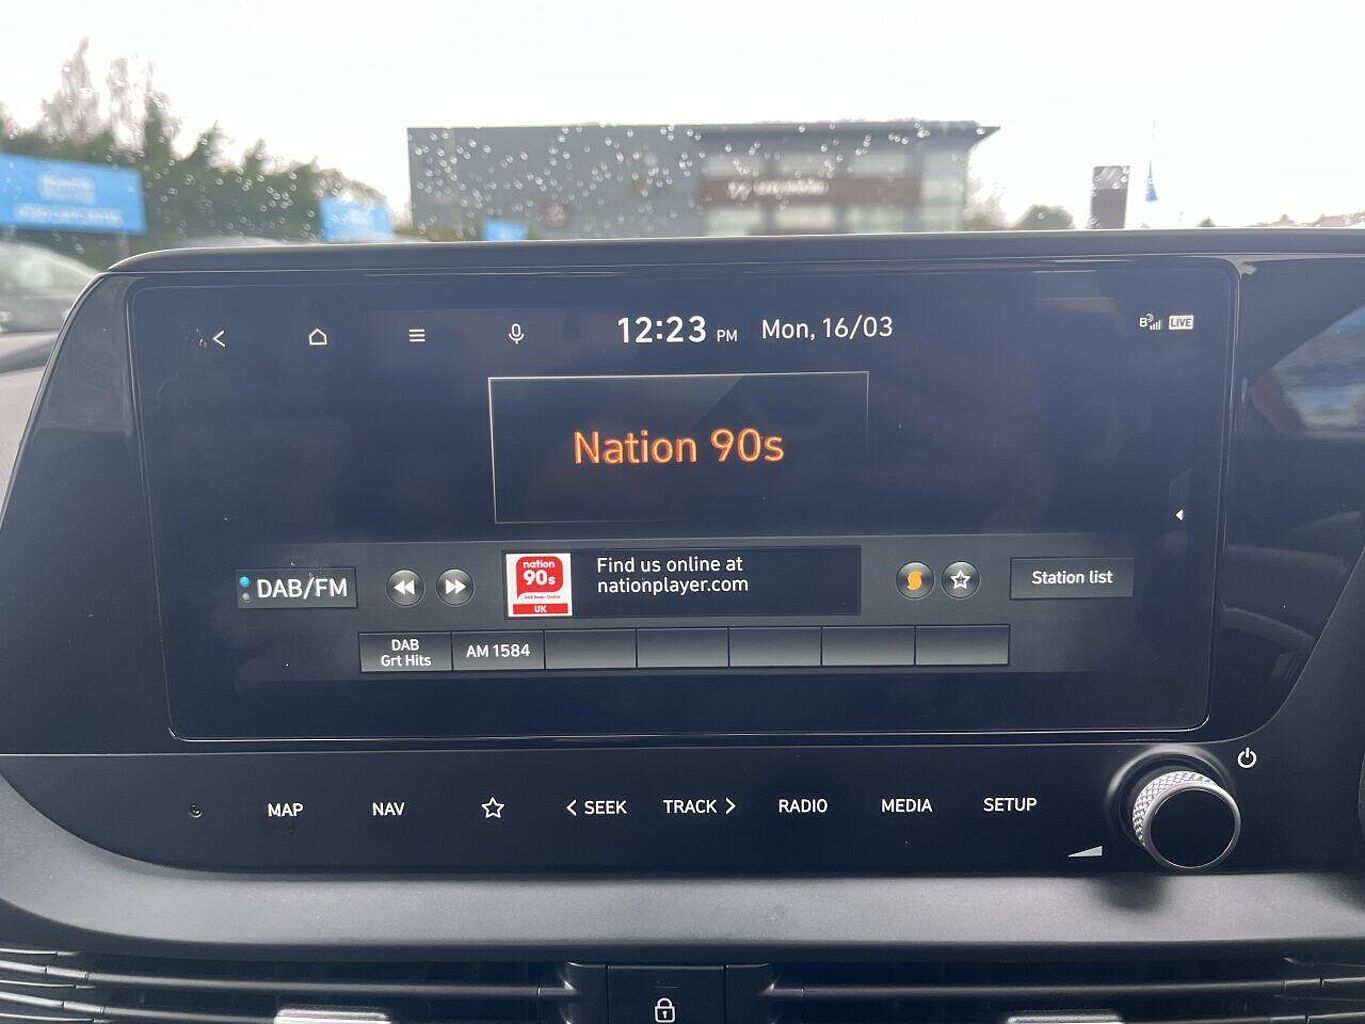 12:23 PM Mon, 16/03
LIVE
Nation 90s
DAB/FM
nation
90s
UK
Find us online at
nationplayer.com
Station list
DAB
Grt Hits
AM 1584
MAP
NAV
SEEK
TRACK
RADIO
MEDIA
SETUP